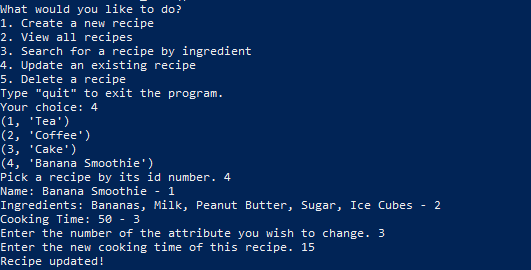 What would you like to do?
1. Create a new recipe
2. View all recipes
3. Search for a recipe by ingredient
4. Update an existing recipe
5. Delete a recipe
Type "quit" to exit the program.
Your choice: 4
(1, 'Tea')
(2, 'Coffee')
(3, 'Cake')
(4, 'Banana Smoothie')
Pick a recipe by its id number. 4
Name: Banana Smoothie - 1
Ingredients: Bananas, Milk, Peanut Butter, Sugar, Ice Cubes - 2
Cooking Time: 50 - 3
Enter the number of the attribute you wish to change. 3
Enter the new cooking time of this recipe. 15
Recipe updated!